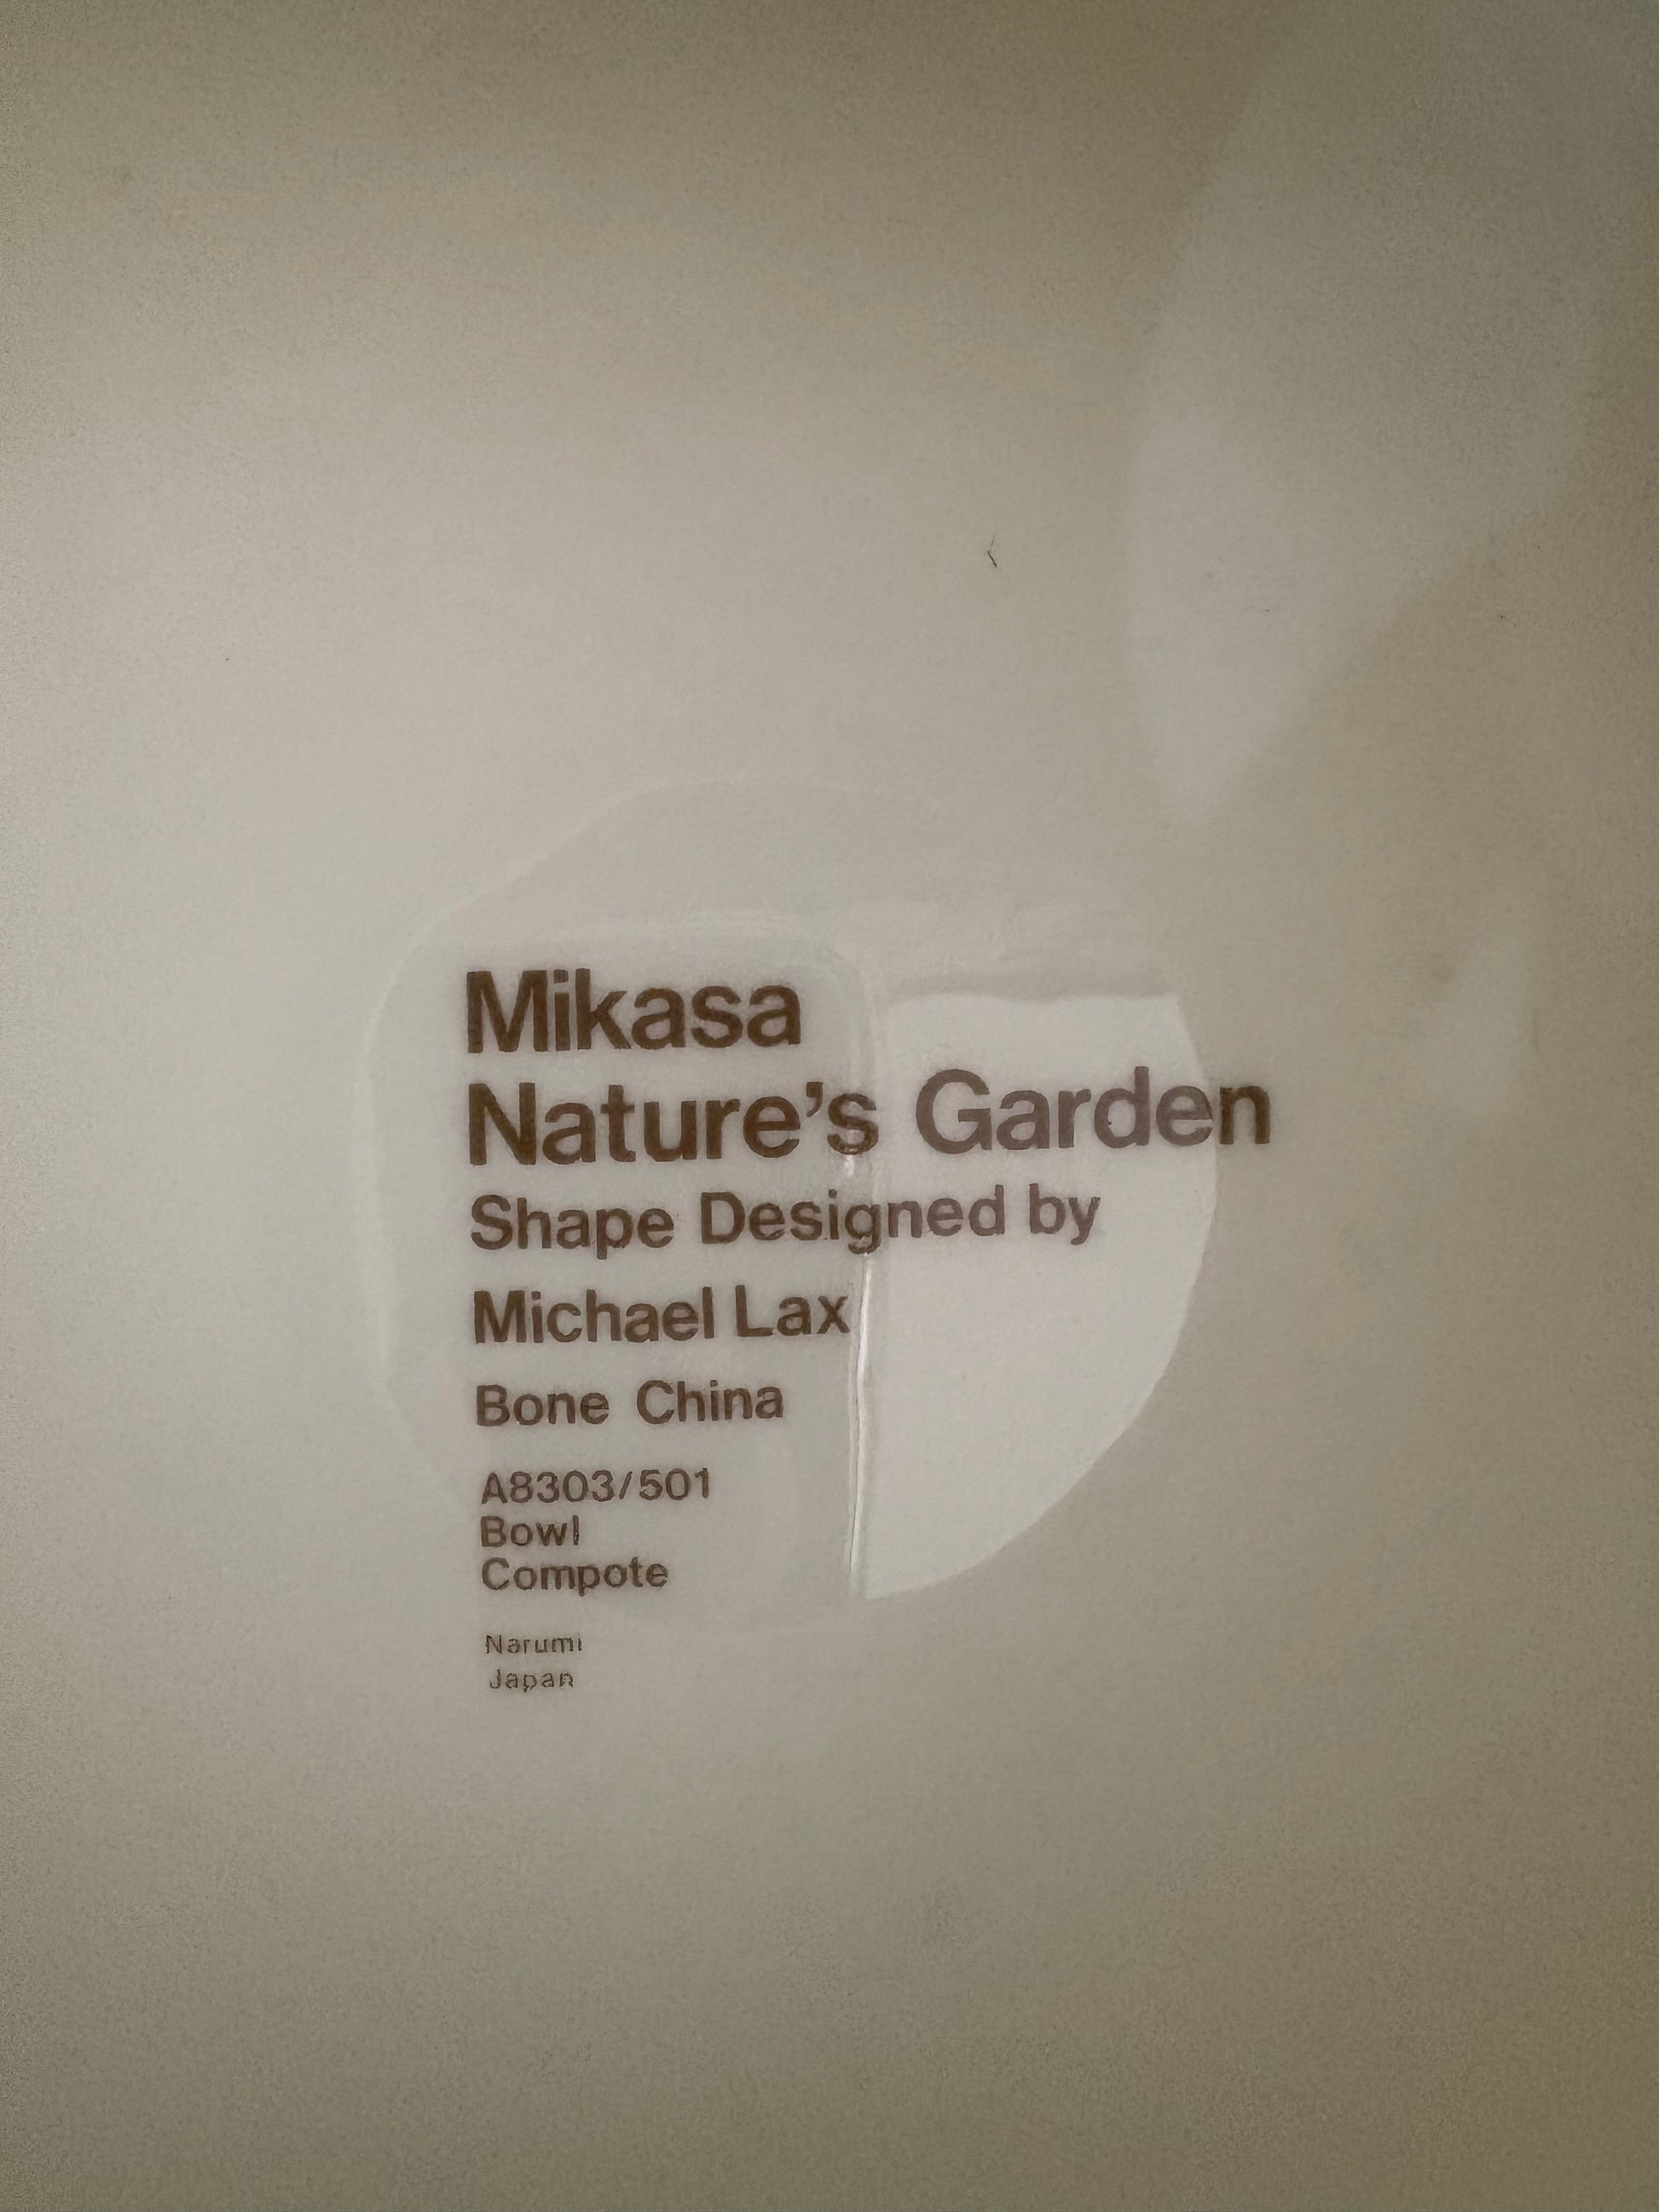 Mikasa
Nature's Garden
Shape Designed by
Michael Lax
Bone China
A8303/501
Bowl
Compote
Narumi
Japan